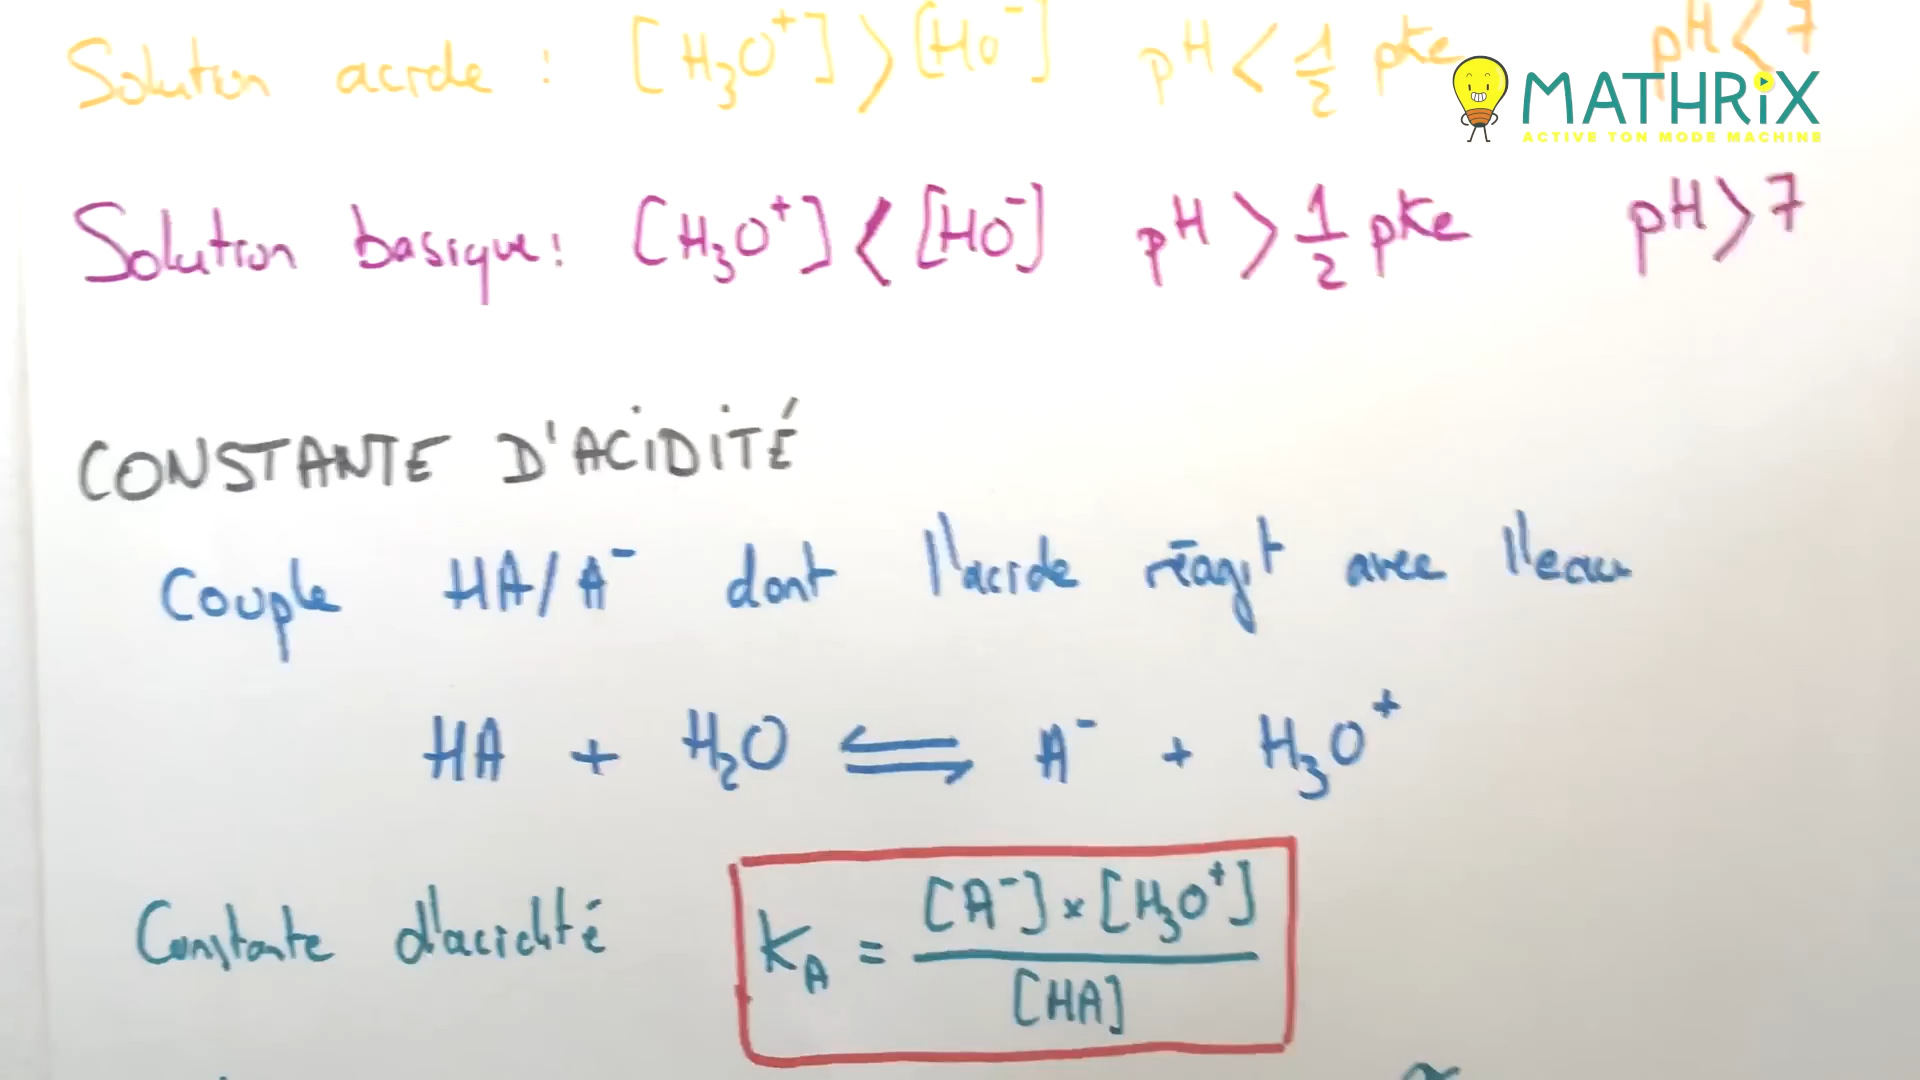 Solution acide : [H₃O⁺] > [HO⁻] pH < 1/2 pKe pH < 7
MATHRiX
ACTIVE TON MODE MACHINE
Solution basique : [H₃O⁺] < [HO⁻] pH > 1/2 pKe pH > 7
CONSTANTE D'ACIDITÉ
Couple HA/A⁻ dont l'acide réagit avec l'eau
HA + H₂O ⇌ A⁻ + H₃O⁺
Constante d'acidité K_A = [A⁻] × [H₃O⁺] / [HA]